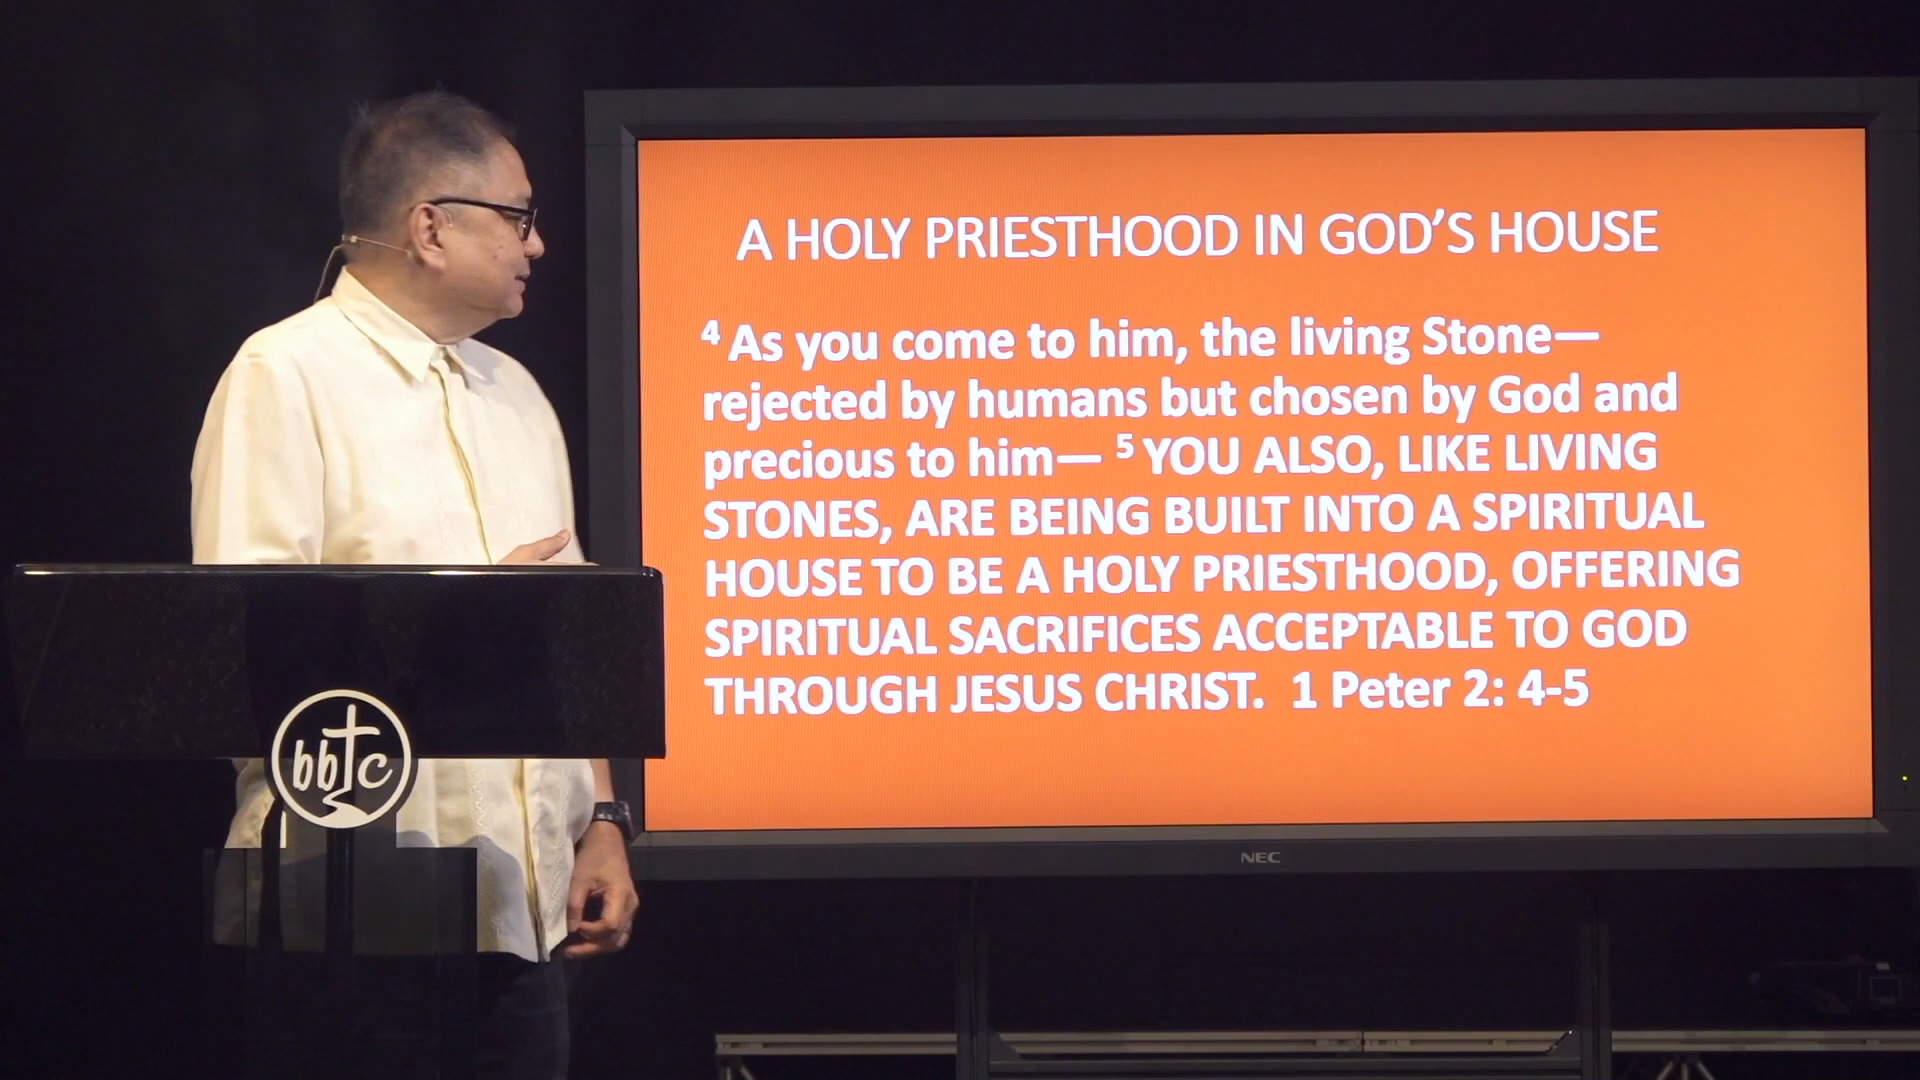 A HOLY PRIESTHOOD IN GOD’S HOUSE
4 As you come to him, the living Stone—
rejected by humans but chosen by God and
precious to him— 5 YOU ALSO, LIKE LIVING
STONES, ARE BEING BUILT INTO A SPIRITUAL
HOUSE TO BE A HOLY PRIESTHOOD, OFFERING
SPIRITUAL SACRIFICES ACCEPTABLE TO GOD
THROUGH JESUS CHRIST.  1 Peter 2: 4-5
bbtc
NEC